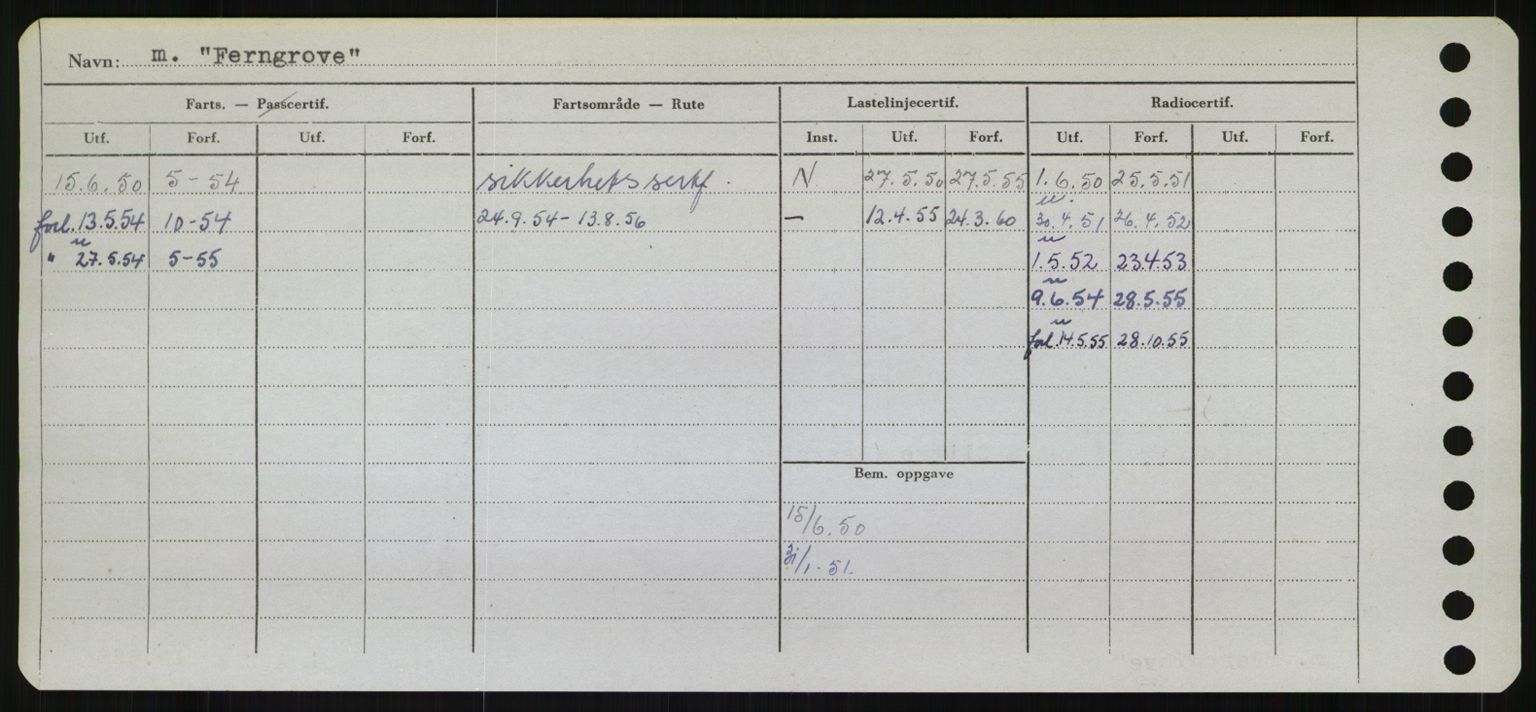 Navn: m. "Ferngrove"
Farts. — Passcertif. Fartsområde — Rute Lastelinjecertif. Radiocertif.
Utf. Forf. Utf. Forf. Inst. Utf. Forf. Utf. Forf. Utf. Forf.
15.6.50 5-54 sikkerhetssertf. N 27.5.50 27.5.55 1.6.50 25.5.51
forl. 13.5.54 10-54 24.9.54-13.8.56 — 12.4.55 24.3.60 30.4.51 26.4.52
" 27.5.54 5-55 1.5.52 23.4.53
9.6.54 28.5.55
forl. 14.5.55 28.10.55
Bem. oppgave
15/6.50
31/1.51.